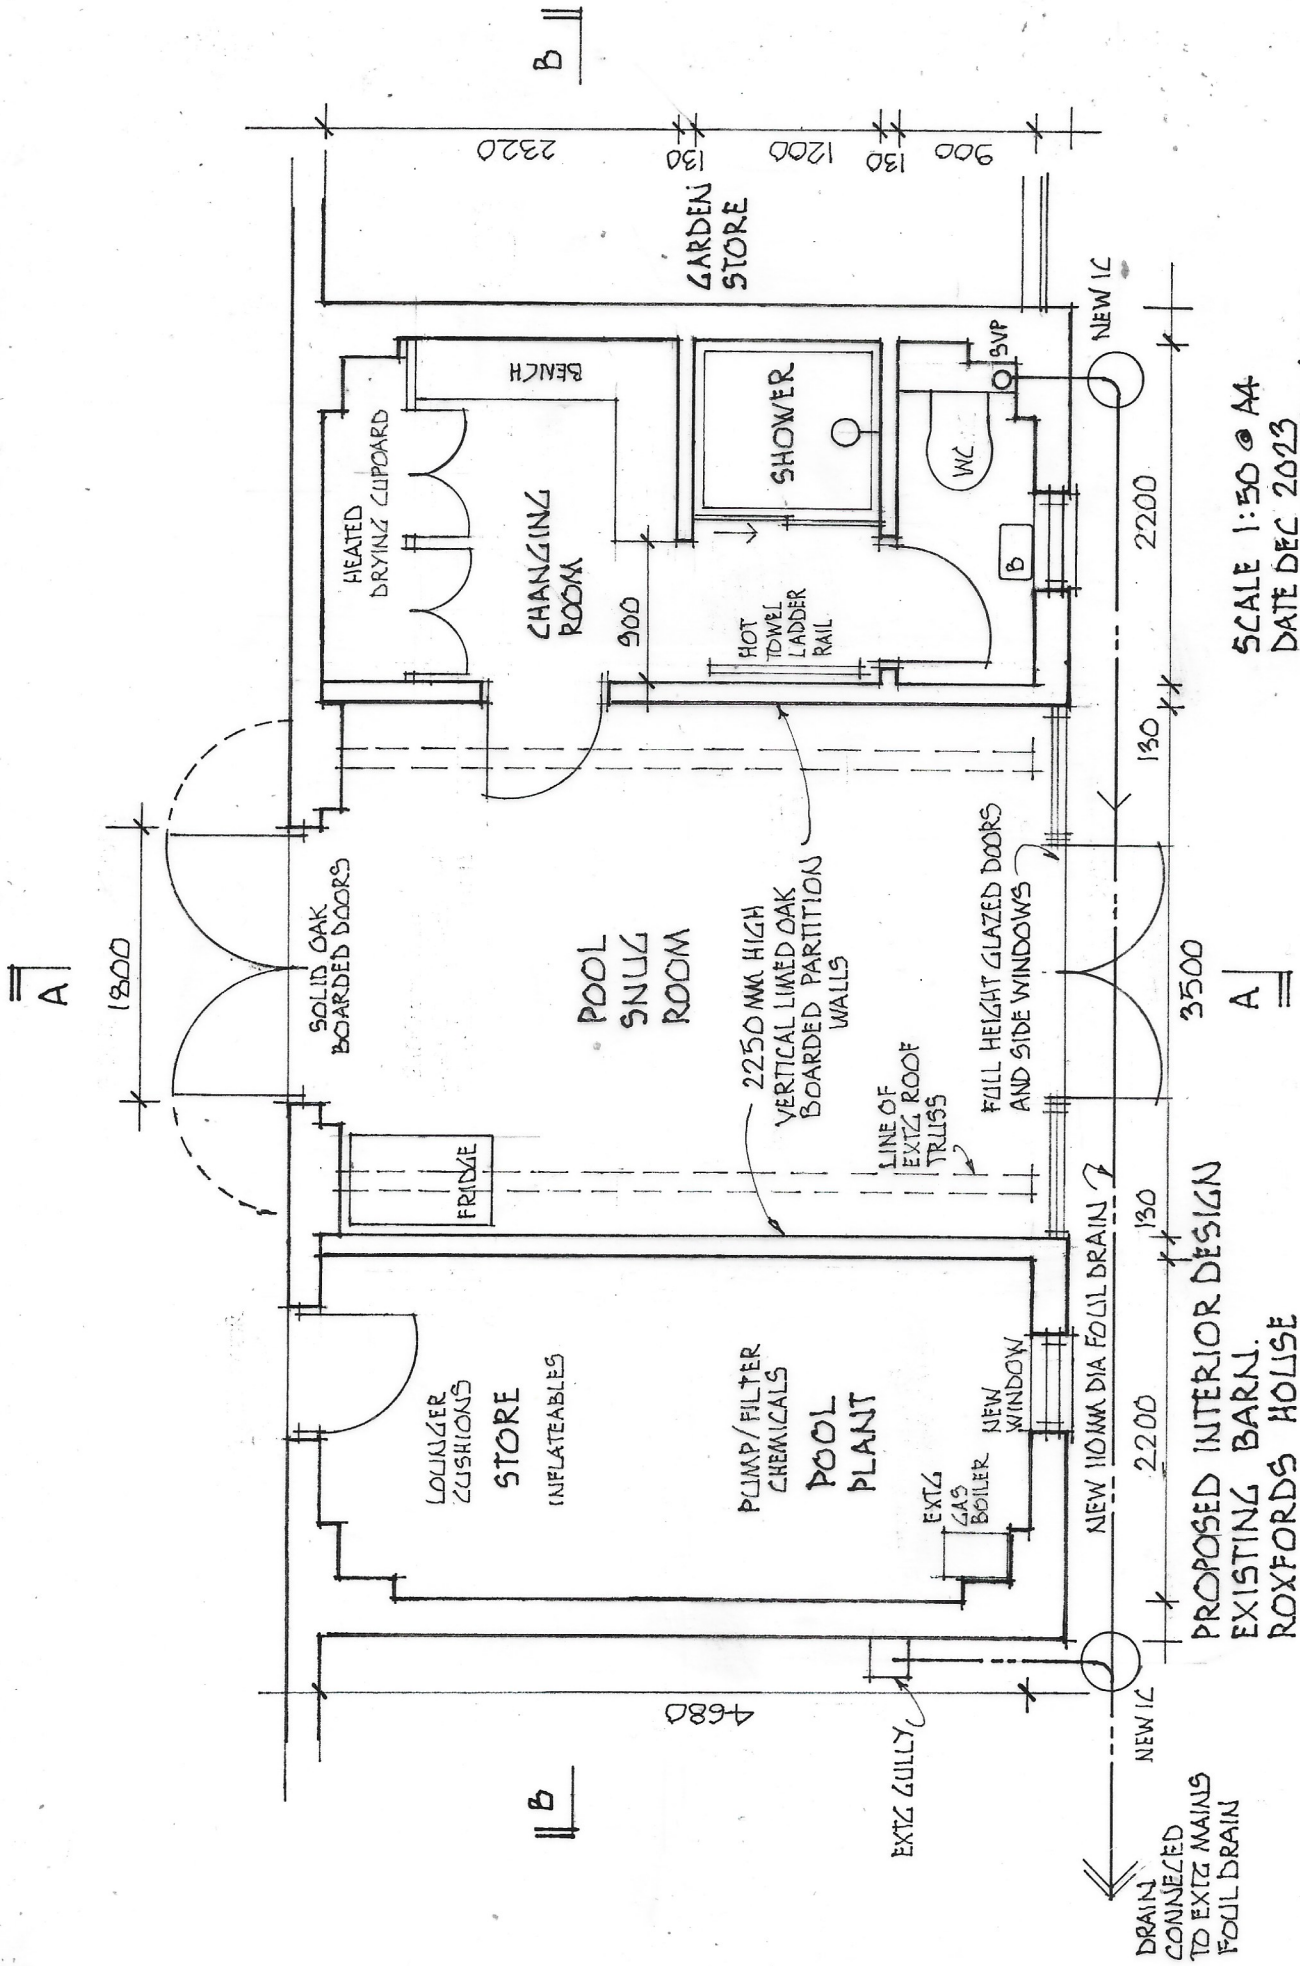 A
1800
SOLID OAK
BOARDED DOORS
B
B
LOUNGER
CUSHIONS
STORE
INFLATEABLES
FRIDGE
POOL
SNUG
ROOM
HEATED
DRYING CUPOARD
CHANGING
ROOM
BENCH
900
GARDEN
STORE
2320
130
1200
130
900
4680
PUMP/FILTER
CHEMICALS
POOL
PLANT
EXTG
GAS
BOILER
NEW
WINDOW
2250MM HIGH
VERTICAL LIMED OAK
BOARDED PARTITION
WALLS
LINE OF
EXTG ROOF
TRUSS
FULL HEIGHT GLAZED DOORS
AND SIDE WINDOWS
HOT
TOWEL
LADDER
RAIL
SHOWER
WC
B
SVP
EXTG GULLY
NEW IC
NEW 110MM DIA FOUL DRAIN
NEW IC
2200
130
3500
130
2200
A
DRAIN
CONNECED
TO EXTG MAINS
FOUL DRAIN
PROPOSED INTERIOR DESIGN
EXISTING BARN.
ROXFORDS HOUSE
SCALE 1:50 @ A4
DATE DEC 2023